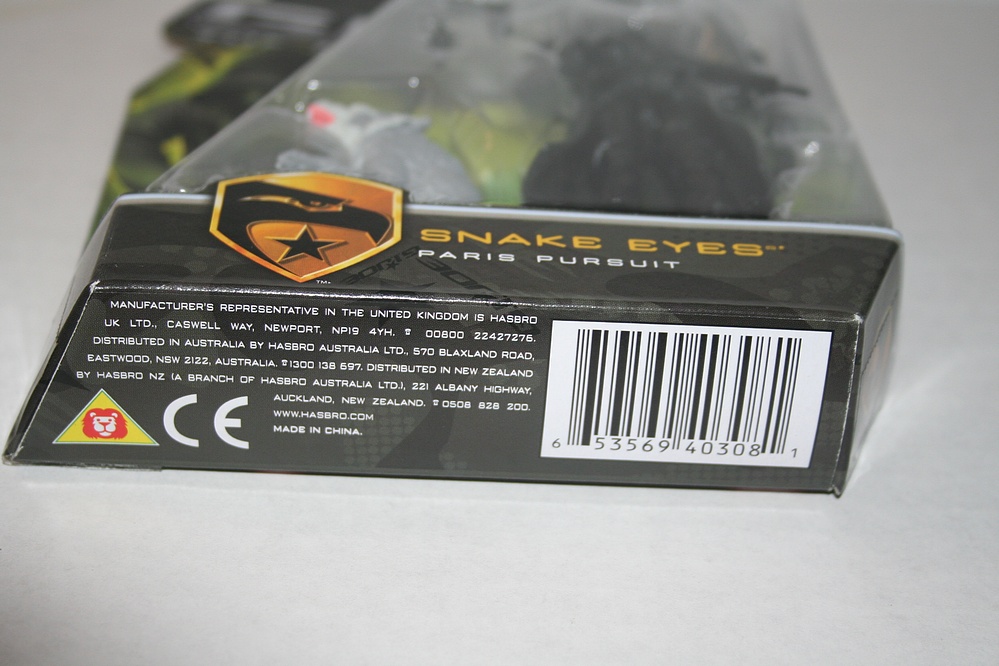 SNAKE EYES
PARIS PURSUIT
TM
MANUFACTURER'S REPRESENTATIVE IN THE UNITED KINGDOM IS HASBRO
UK LTD., CASWELL WAY, NEWPORT, NP19 4YH. ☎ 00800 22427276.
DISTRIBUTED IN AUSTRALIA BY HASBRO AUSTRALIA LTD., 570 BLAXLAND ROAD,
EASTWOOD, NSW 2122, AUSTRALIA. ☎1300 138 697. DISTRIBUTED IN NEW ZEALAND
BY HASBRO NZ (A BRANCH OF HASBRO AUSTRALIA LTD.), 221 ALBANY HIGHWAY,
AUCKLAND, NEW ZEALAND. ☎ 0508 828 200.
WWW.HASBRO.COM
MADE IN CHINA.
CE
6 53569 40308 1